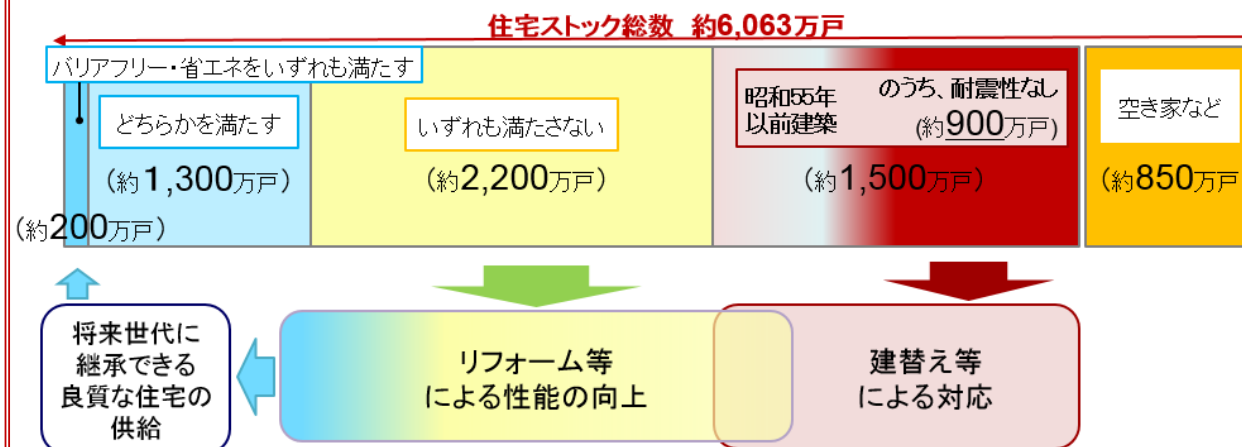 住宅ストック総数 約6,063万戸
バリアフリー・省エネをいずれも満たす
どちらかを満たす
いずれも満たさない
昭和55年
以前建築
のうち、耐震性なし
(約900万戸)
空き家など
(約1,300万戸)
(約2,200万戸)
(約1,500万戸)
(約850万戸
(約200万戸)
将来世代に
継承できる
良質な住宅の
供給
リフォーム等
による性能の向上
建替え等
による対応